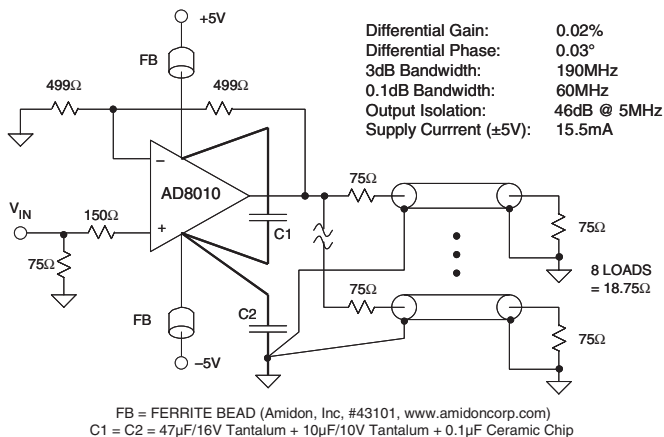 +5V
FB
499Ω
499Ω
Differential Gain: 0.02%
Differential Phase: 0.03°
3dB Bandwidth: 190MHz
0.1dB Bandwidth: 60MHz
Output Isolation: 46dB @ 5MHz
Supply Currrent (±5V): 15.5mA
–
AD8010
+
VIN
150Ω
75Ω
C1
75Ω
75Ω
8 LOADS
= 18.75Ω
75Ω
75Ω
FB
C2
–5V
FB = FERRITE BEAD (Amidon, Inc, #43101, www.amidoncorp.com)
C1 = C2 = 47µF/16V Tantalum + 10µF/10V Tantalum + 0.1µF Ceramic Chip